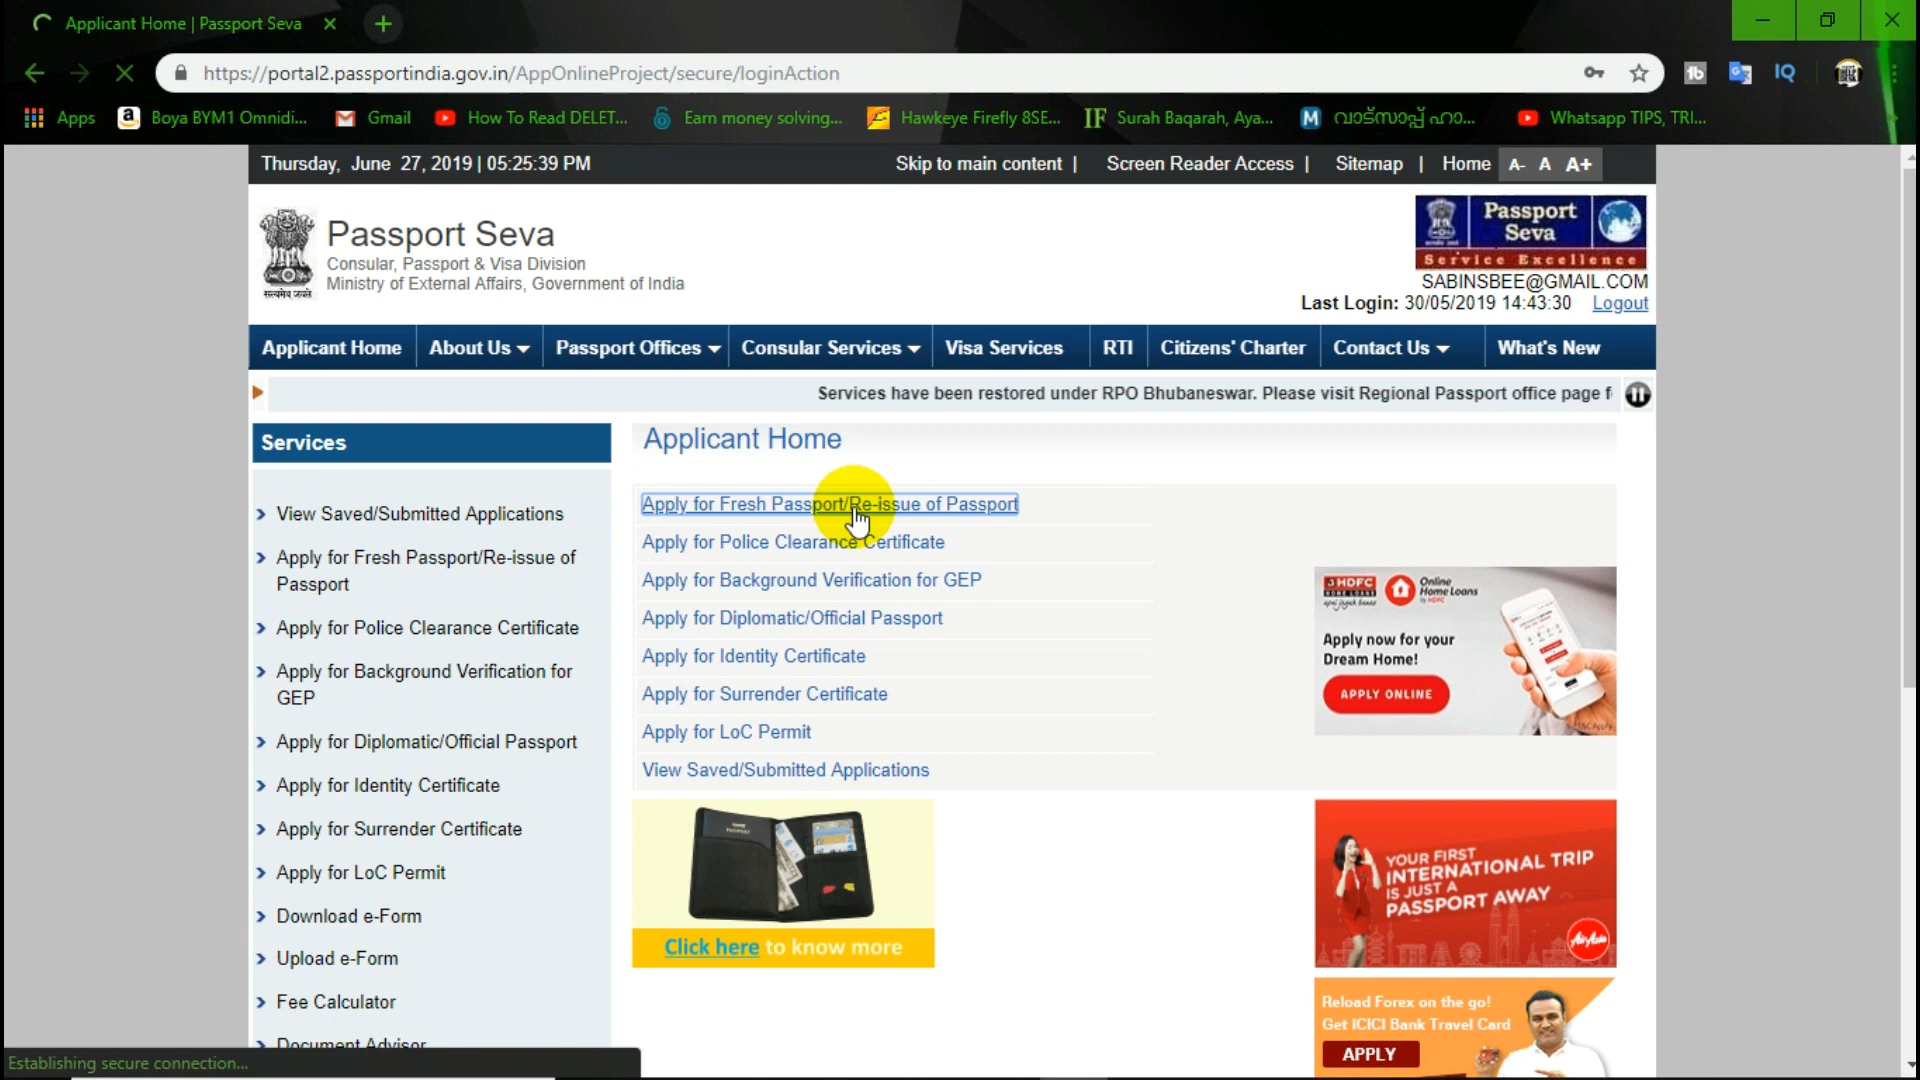 Applicant Home | Passport Seva
https://portal2.passportindia.gov.in/AppOnlineProject/secure/loginAction
Apps
Boya BYM1 Omnidi...
Gmail
How To Read DELET...
Earn money solving...
Hawkeye Firefly 8SE...
IF Surah Baqarah, Aya...
M വാട്സാപ്പ് ഹാ...
Whatsapp TIPS, TRI...
Thursday, June 27, 2019 | 05:25:39 PM
Skip to main content | Screen Reader Access | Sitemap | Home A- A A+
Passport Seva
Consular, Passport & Visa Division
Ministry of External Affairs, Government of India
सत्यमेव जयते
Passport Seva
Service Excellence
SABINSBEE@GMAIL.COM
Last Login: 30/05/2019 14:43:30 Logout
Applicant Home About Us Passport Offices Consular Services Visa Services RTI Citizens' Charter Contact Us What's New
Services have been restored under RPO Bhubaneswar. Please visit Regional Passport office page f
Services
View Saved/Submitted Applications
Apply for Fresh Passport/Re-issue of
Passport
Apply for Police Clearance Certificate
Apply for Background Verification for
GEP
Apply for Diplomatic/Official Passport
Apply for Identity Certificate
Apply for Surrender Certificate
Apply for LoC Permit
Download e-Form
Upload e-Form
Fee Calculator
Document Advisor
Applicant Home
Apply for Fresh Passport/Re-issue of Passport
Apply for Police Clearance Certificate
Apply for Background Verification for GEP
Apply for Diplomatic/Official Passport
Apply for Identity Certificate
Apply for Surrender Certificate
Apply for LoC Permit
View Saved/Submitted Applications
Click here to know more
HDFC
HOME LOANS
Online
Home Loans
by HDFC
Apply now for your
Dream Home!
APPLY ONLINE
YOUR FIRST
INTERNATIONAL TRIP
IS JUST A
PASSPORT AWAY
AirAsia
Reload Forex on the go!
Get ICICI Bank Travel Card
APPLY
Establishing secure connection...